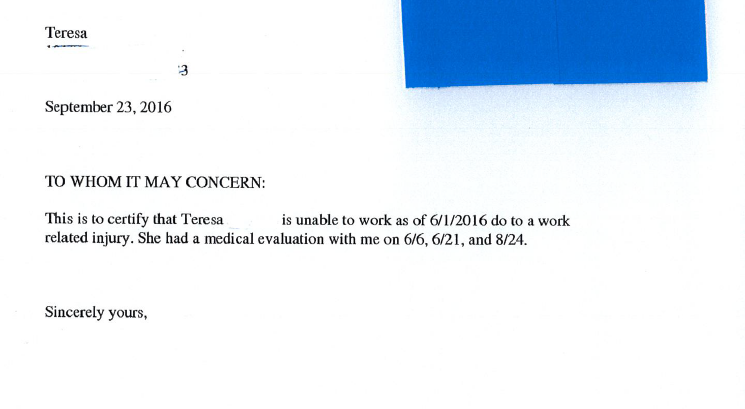 Teresa
3
September 23, 2016
TO WHOM IT MAY CONCERN:
This is to certify that Teresa is unable to work as of 6/1/2016 do to a work
related injury. She had a medical evaluation with me on 6/6, 6/21, and 8/24.
Sincerely yours,